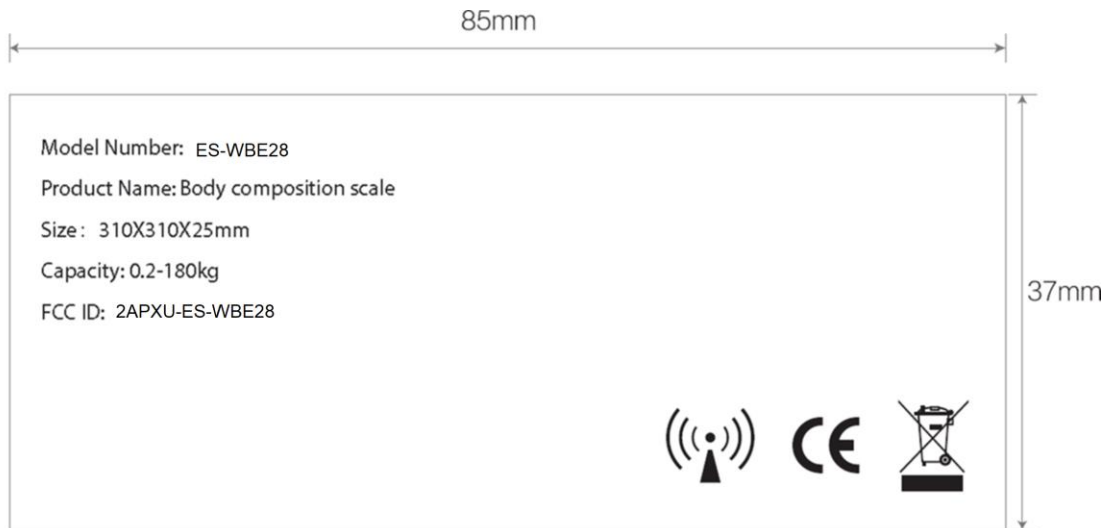 85mm
Model Number: ES-WBE28
Product Name: Body composition scale
Size: 310X310X25mm
Capacity: 0.2-180kg
FCC ID: 2APXU-ES-WBE28
37mm
CE